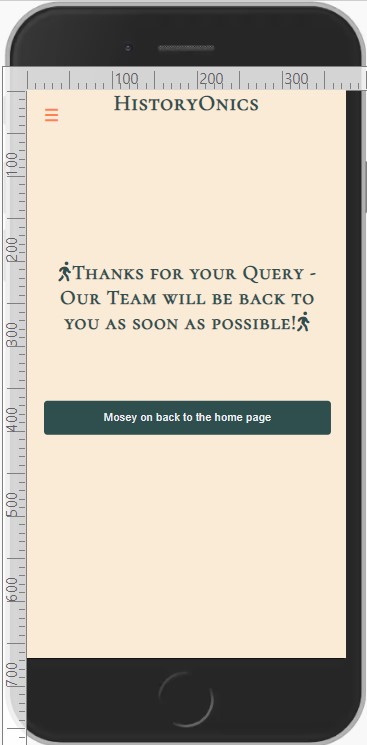 100 200 300
HistoryOnics
100
200
Thanks for your Query -
Our Team will be back to
you as soon as possible!
300
400
Mosey on back to the home page
500
600
700